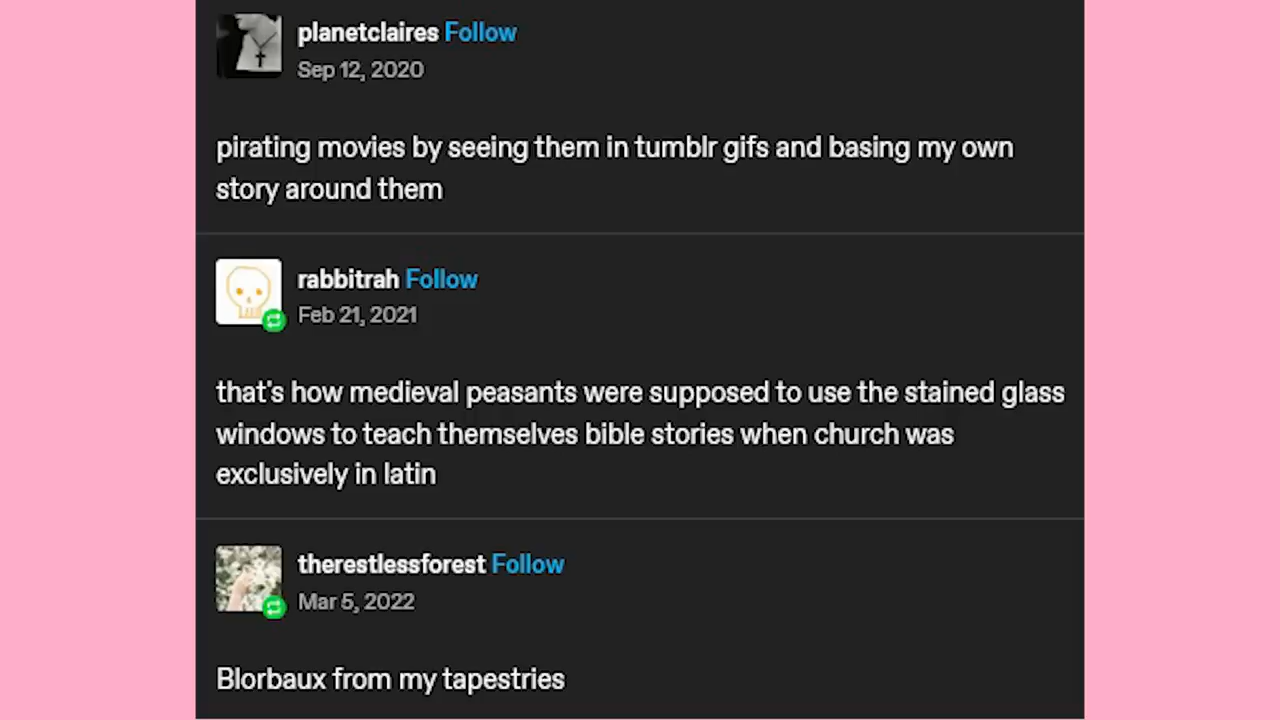 planetclaires Follow
Sep 12, 2020
pirating movies by seeing them in tumblr gifs and basing my own
story around them
rabbitrah Follow
Feb 21, 2021
that's how medieval peasants were supposed to use the stained glass
windows to teach themselves bible stories when church was
exclusively in latin
therestlessforest Follow
Mar 5, 2022
Blorbaux from my tapestries